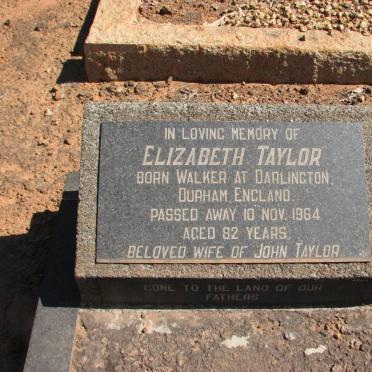 IN LOVING MEMORY OF
ELIZABETH TAYLOR
BORN WALKER AT DARLINGTON,
DURHAM, ENGLAND.
PASSED AWAY 10 NOV. 1964
AGED 82 YEARS.
BELOVED WIFE OF JOHN TAYLOR
GONE TO THE LAND OF OUR
FATHERS